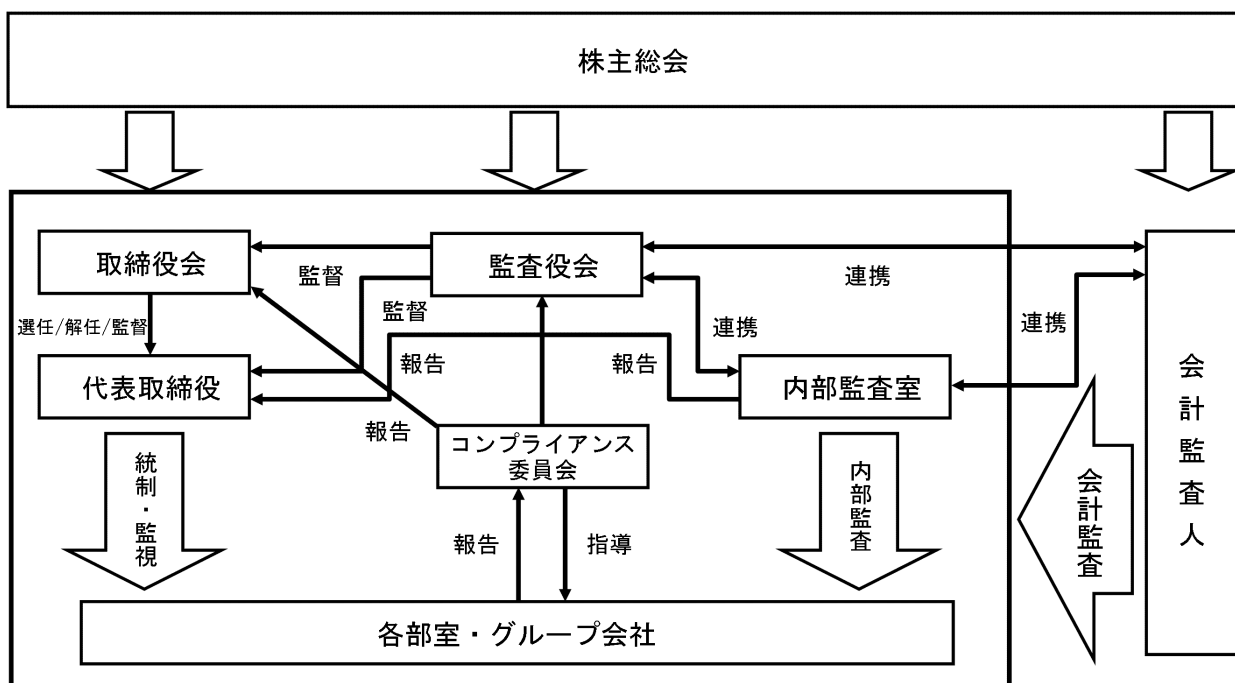 株主総会
取締役会
監査役会
監督
連携
監督
選任/解任/監督
連携
連携
代表取締役
報告
報告
内部監査室
会計監査人
報告
コンプライアンス
委員会
統制・監視
内部監査
会計監査
報告
指導
各部室・グループ会社